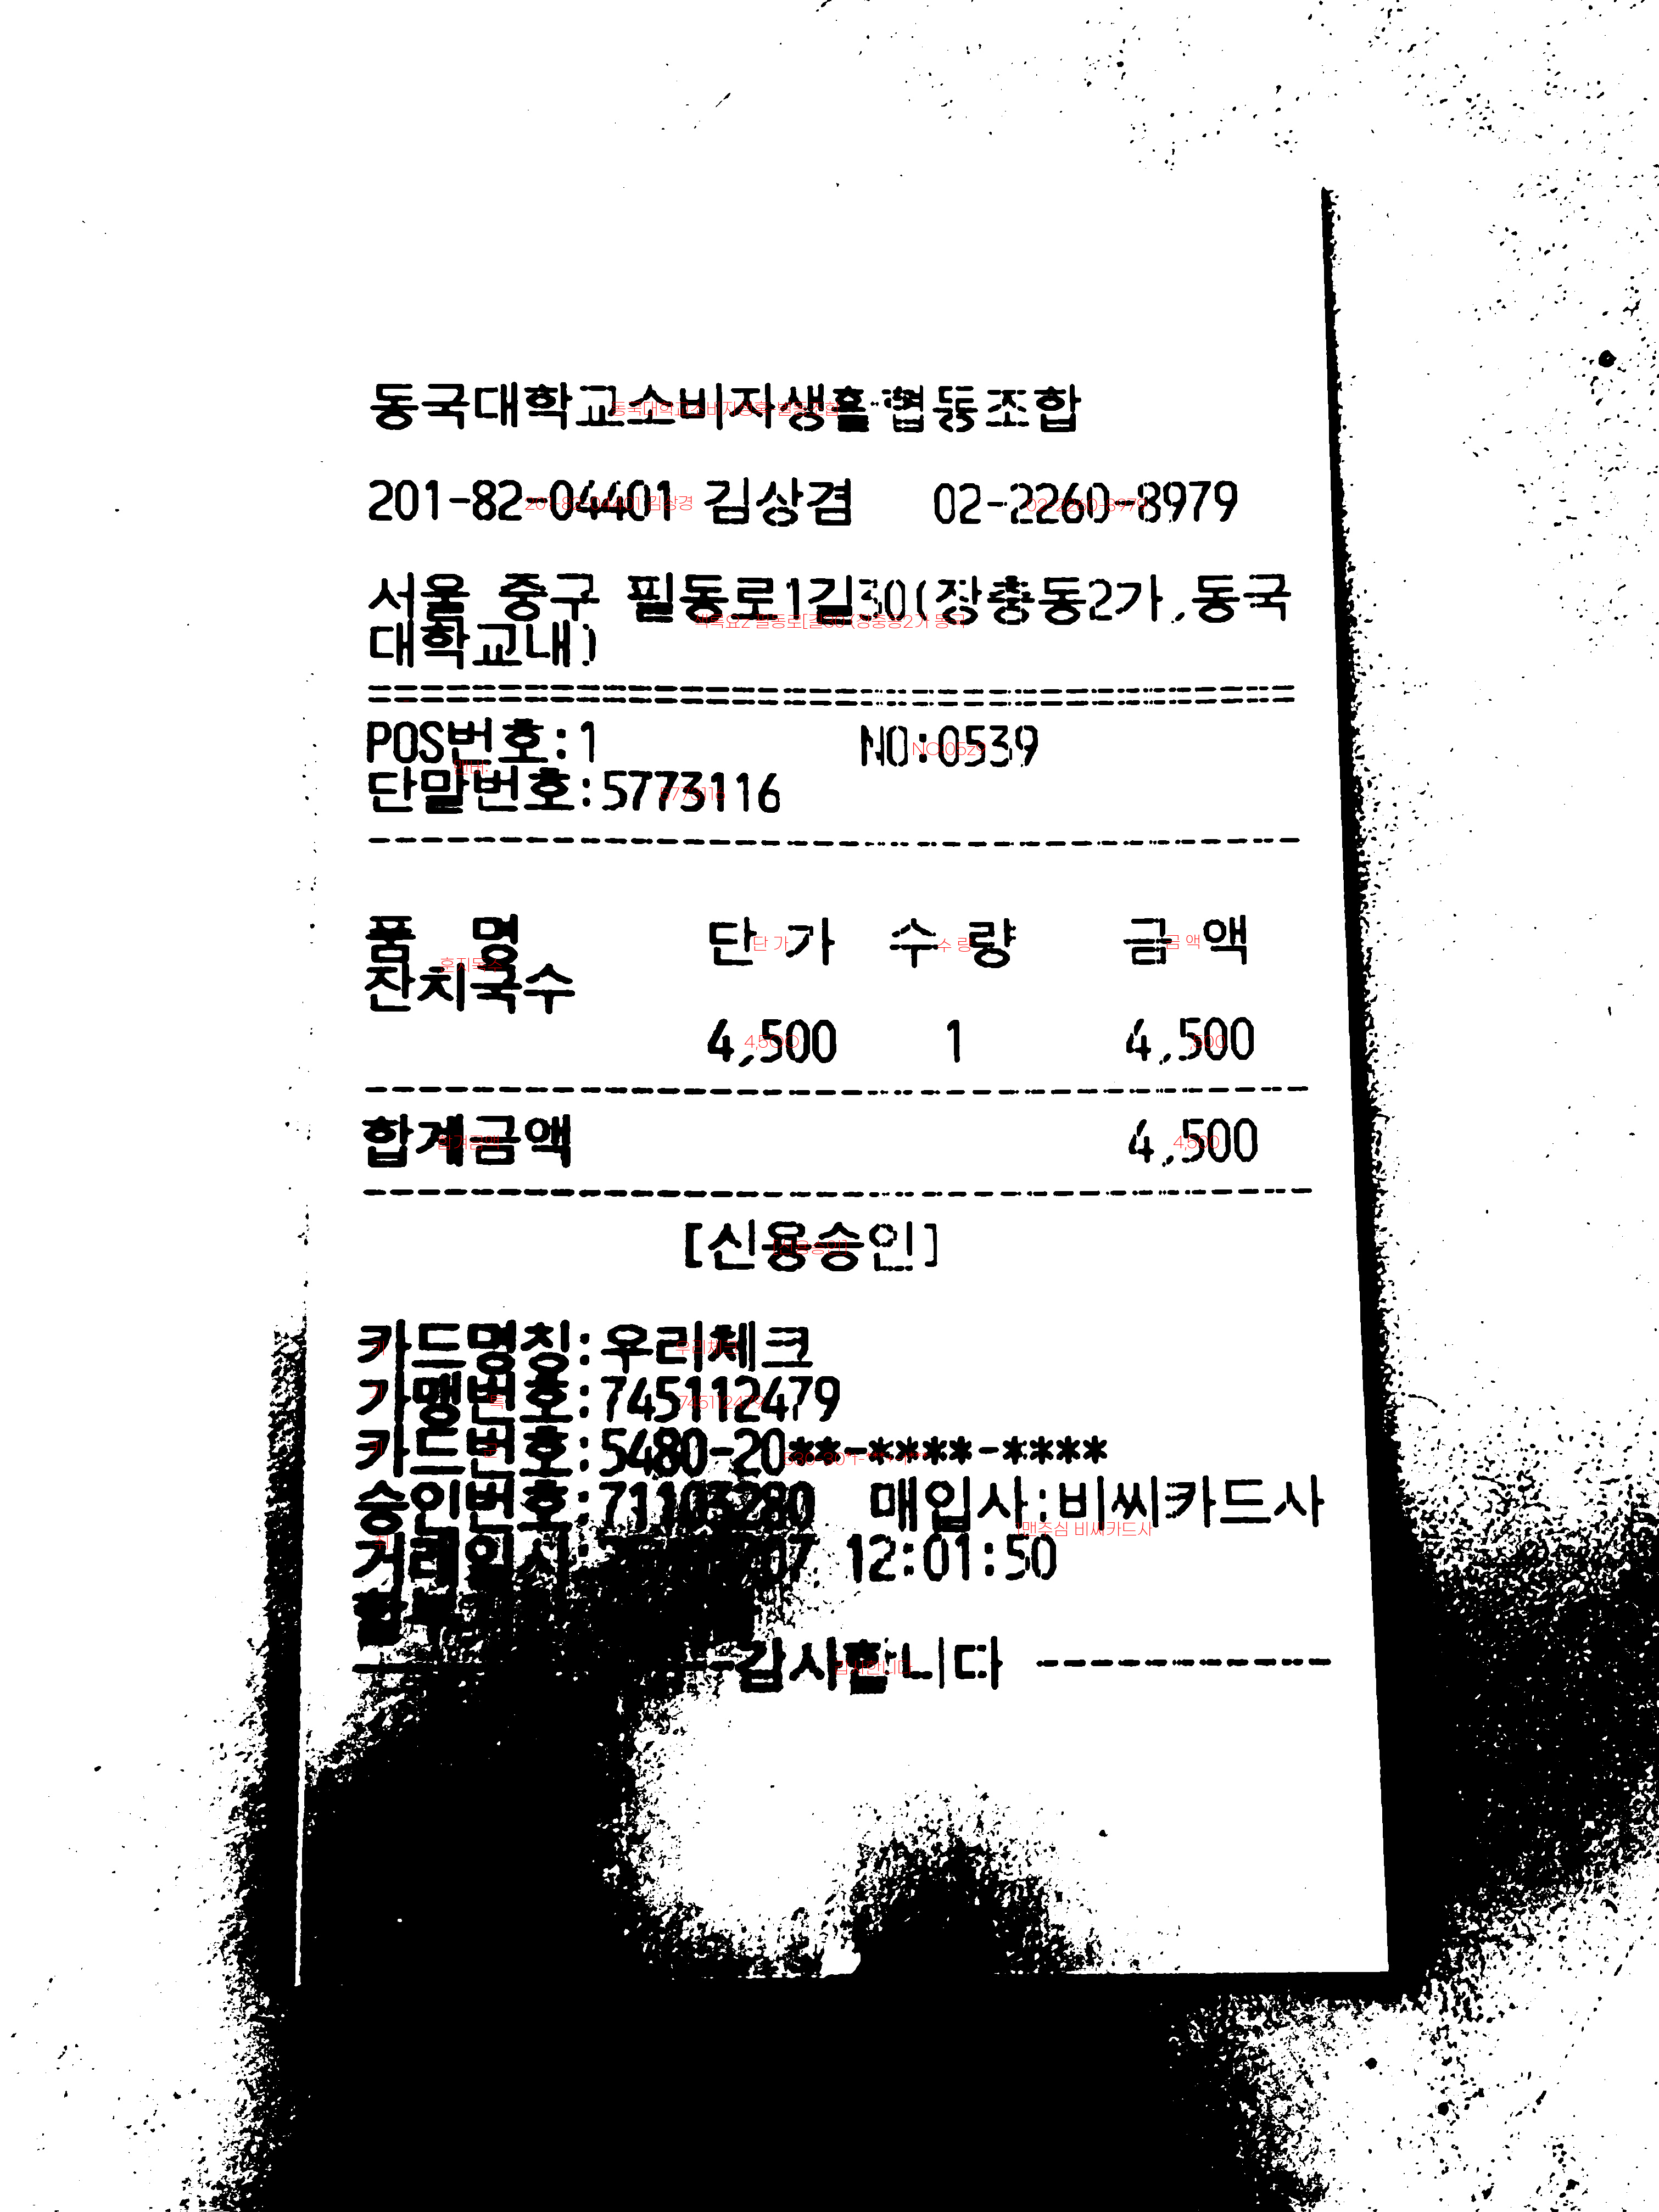 동국대학교소비자생활협동조합
201-82-04401 김상겸 02-2260-8979
서울 중구 필동로1길30(장충동2가,동국
대학교내)
POS번호:1 NO:0539
단말번호:5773116
품 명 단 가 수 량 금 액
잔치국수
4,500 1 4,500
합계금액 4,500
[신용승인]
카드명칭:우리체크
가맹번호:745112479
카드번호:5480-20**-****-****
승인번호:71103280 매입사:비씨카드사
거래일시: 12:01:50
감사합니다